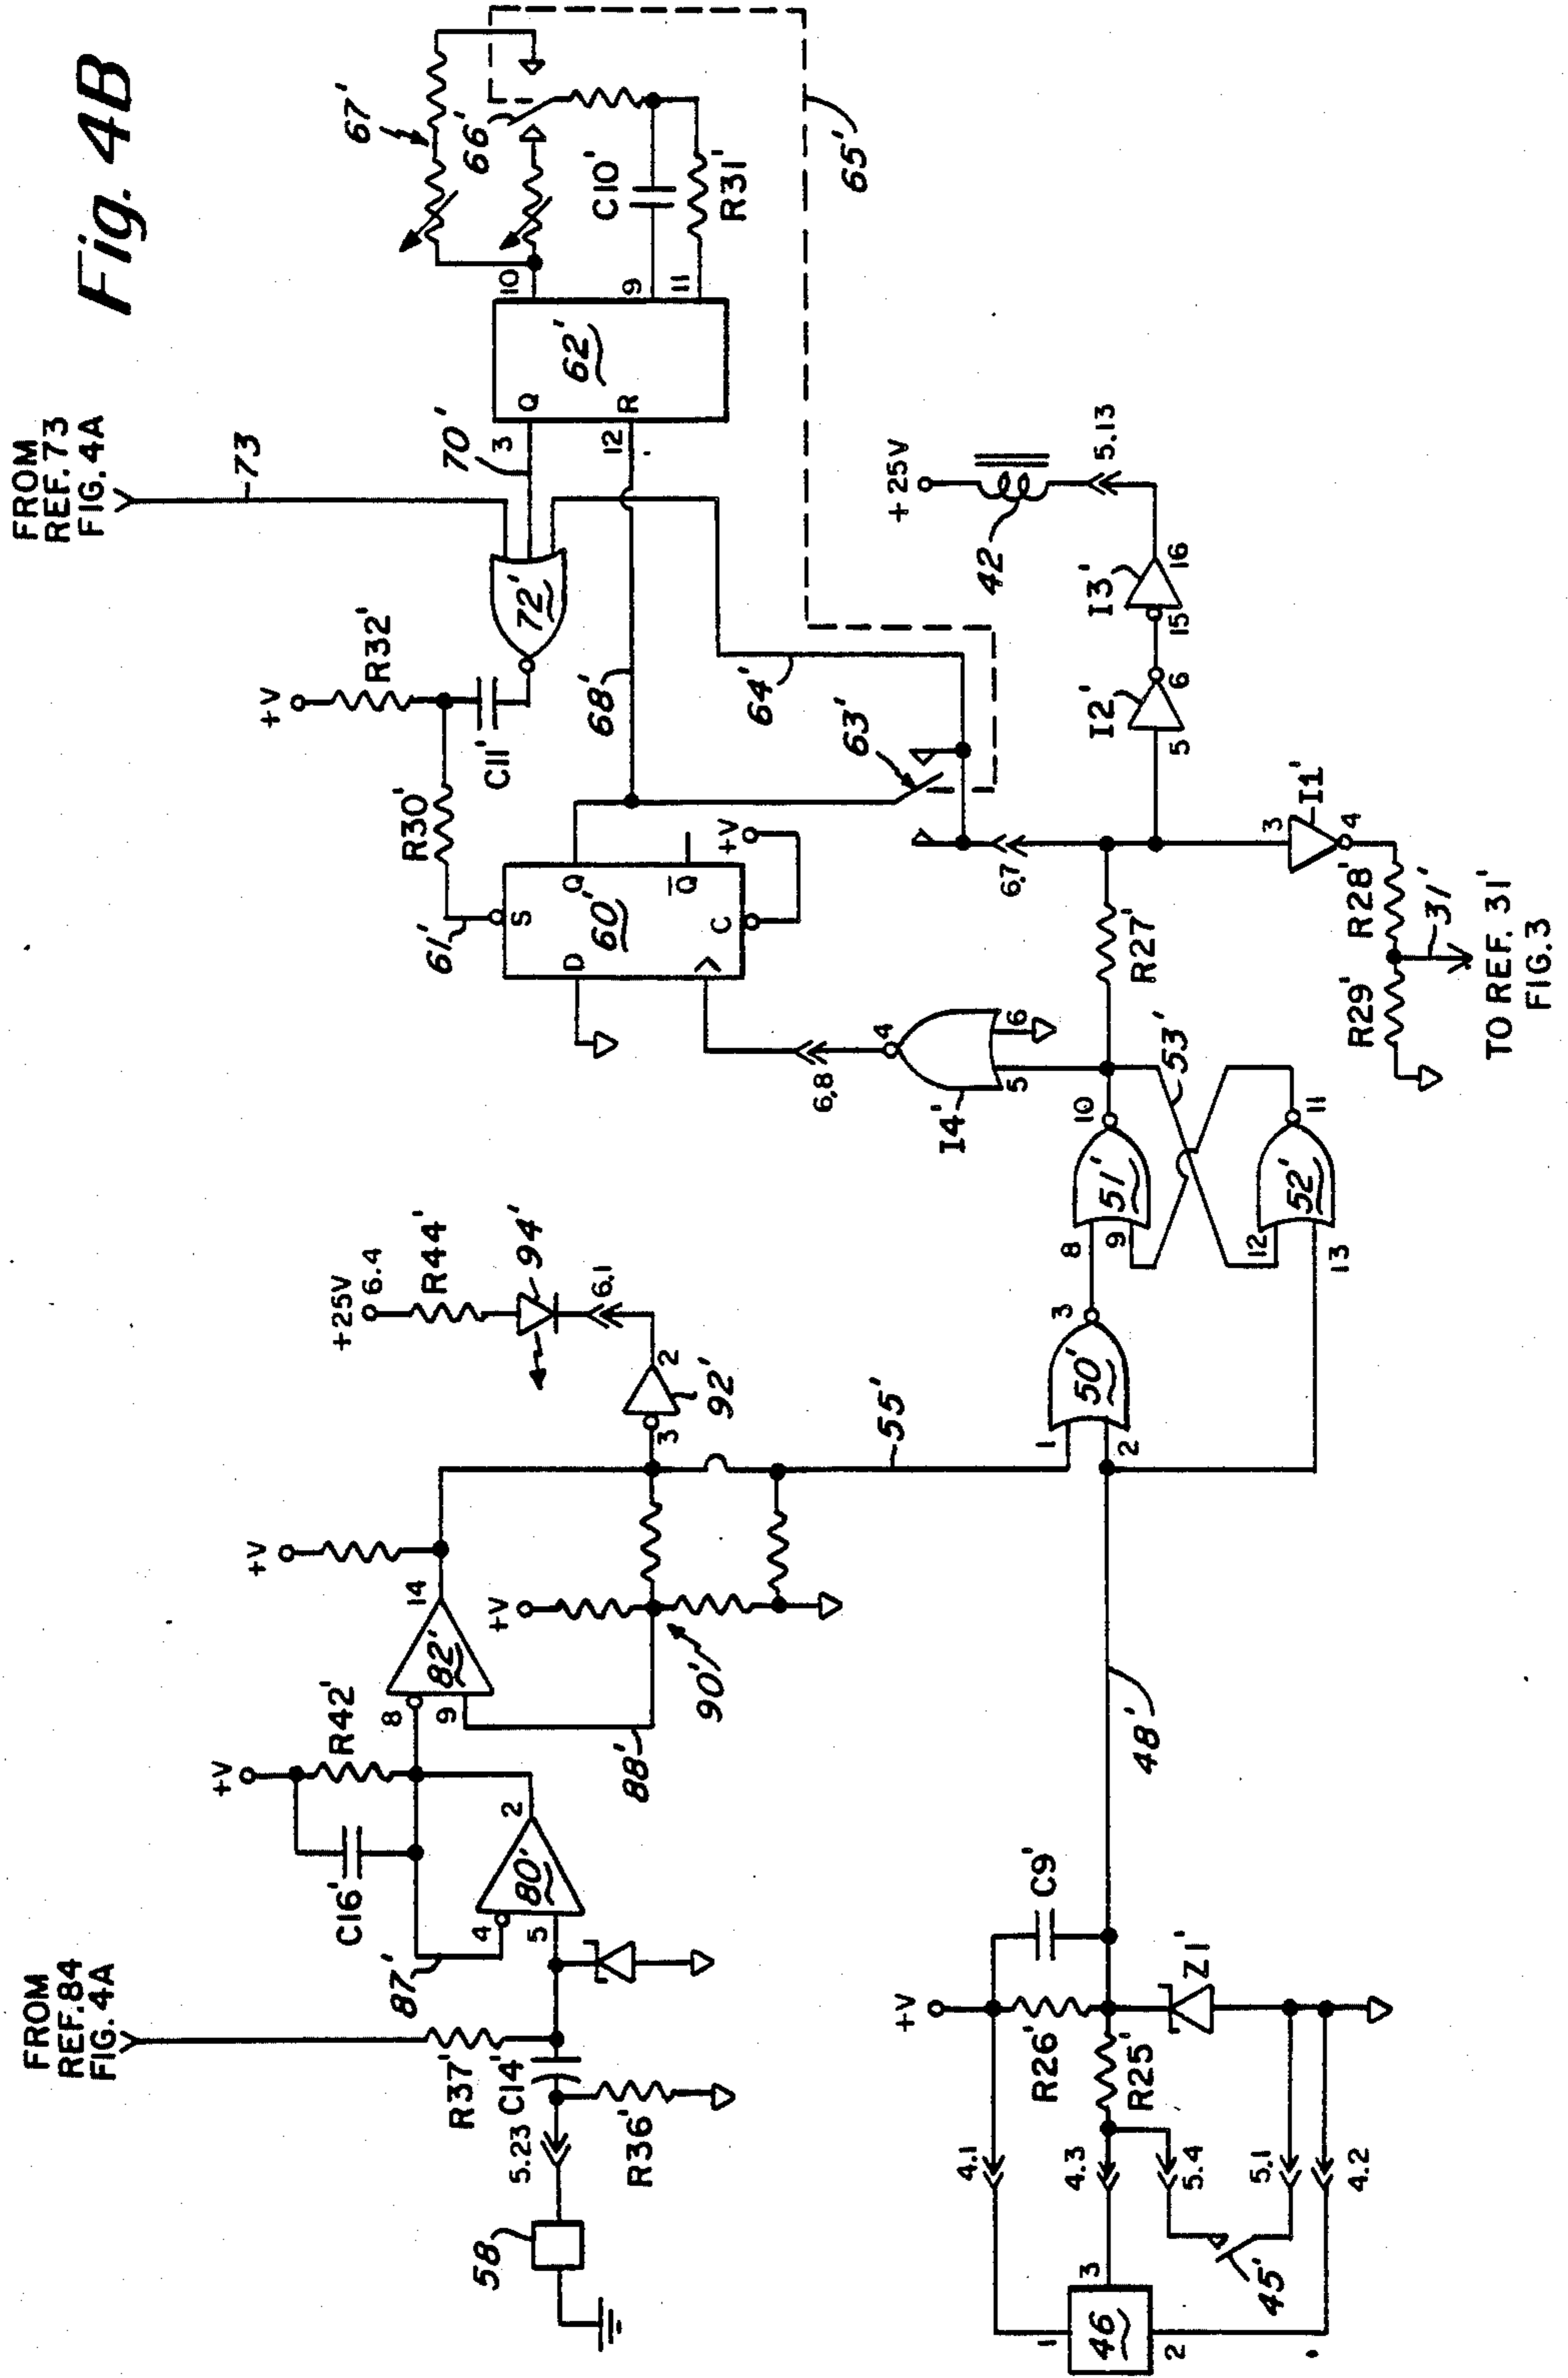 Fig. 4B
FROM
REF. 73
FIG. 4A
73
FROM
REF. 84
FIG. 4A
67'
66'
C10'
R31'
65'
10
9
11
62'
Q
R
3
12
70'
72'
+V
R32'
C11'
R30'
61'
68'
64'
63'
60'
S
D
Q
Q̅
C
+V
6,7
6,8
+25V
42
5.13
I3'
15
16
I2'
5
6
I1'
3
4
R28'
R29'
31'
TO REF. 31'
FIG. 3
R27'
I4'
4
5
6
53'
51'
10
8
9
52'
11
12
13
50'
3
1
2
55'
48'
+25V
6.4
R44'
94'
6.1
92'
2
3
+V
14
82'
8
9
+V
90'
88'
+V
R42'
C16'
80'
2
4
5
87'
R37'
C14'
R36'
5.23
58
C9'
+V
R26'
R25'
Z1'
4.1
4.3
5.4
5.1
4.2
45'
46
1
3
2